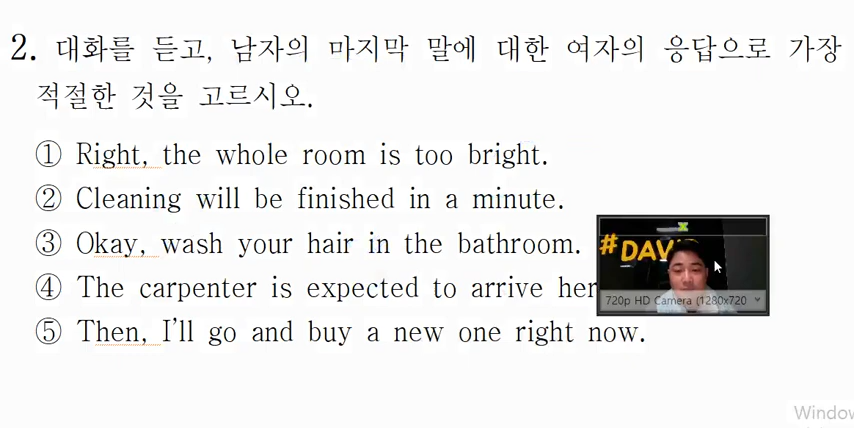 2. 대화를 듣고, 남자의 마지막 말에 대한 여자의 응답으로 가장
적절한 것을 고르시오.
① Right, the whole room is too bright.
② Cleaning will be finished in a minute.
③ Okay, wash your hair in the bathroom.
④ The carpenter is expected to arrive her
⑤ Then, I'll go and buy a new one right now.
#DAV
720p HD Camera (1280x720
Window